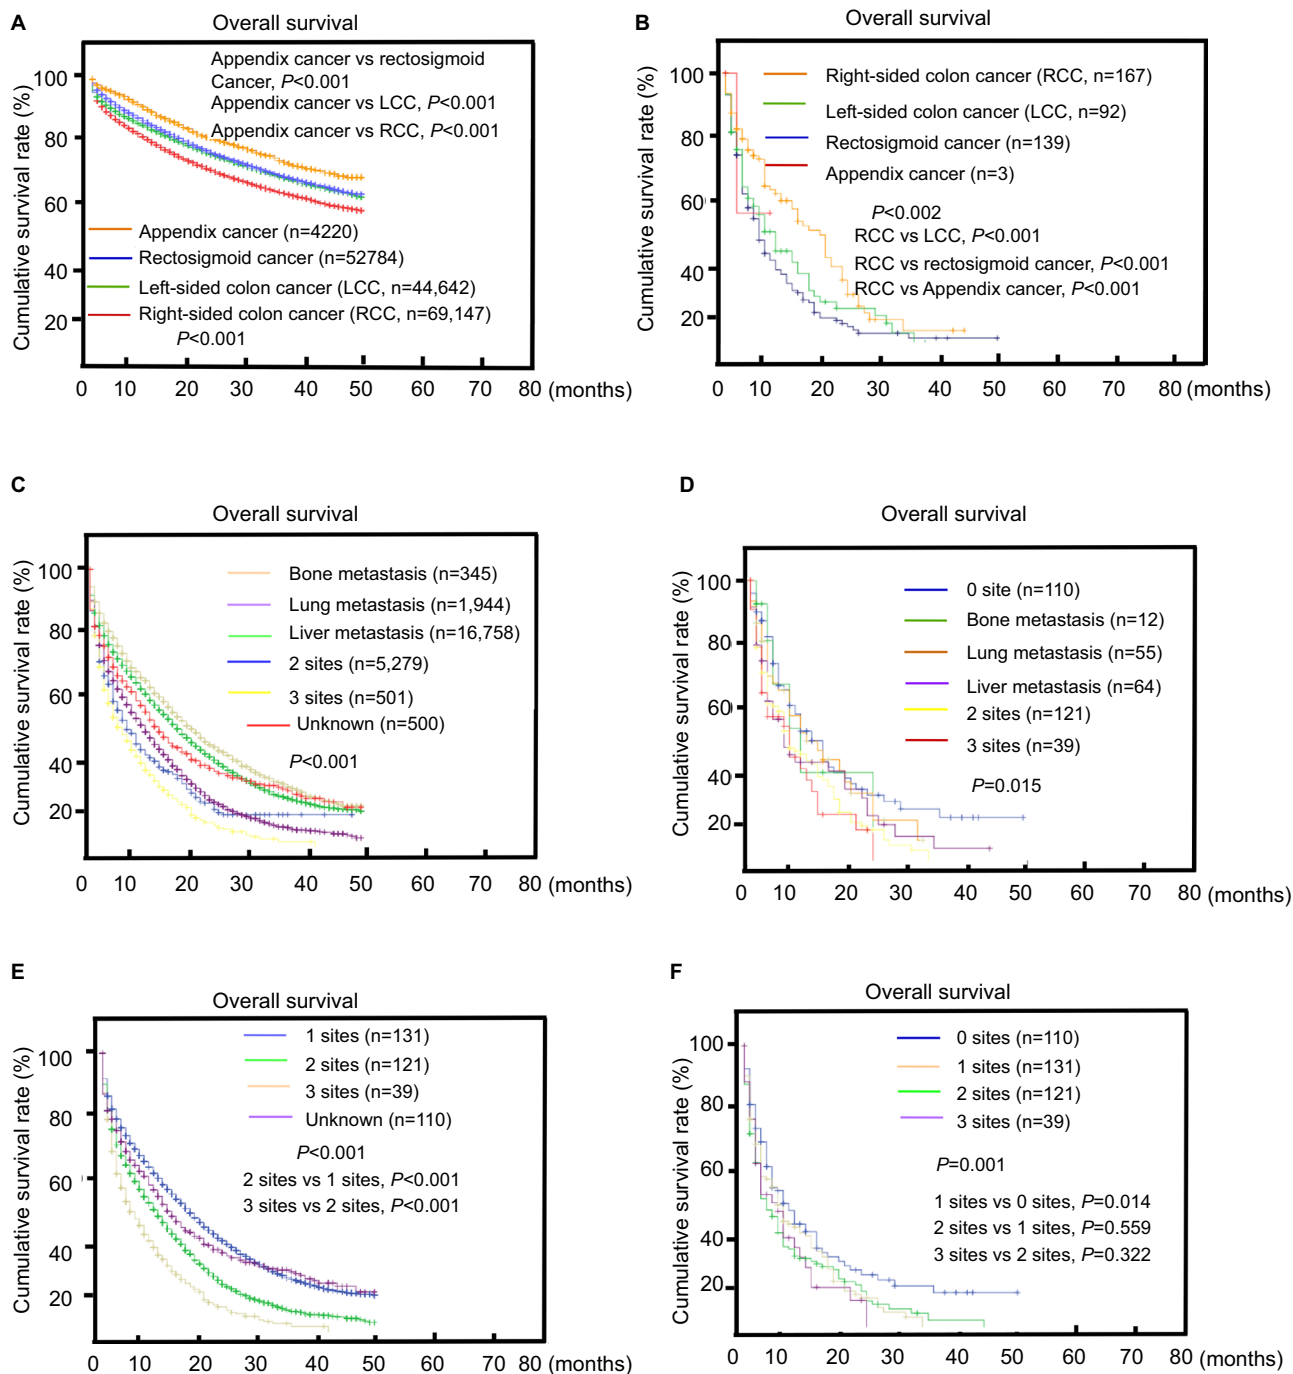 A
Overall survival
Cumulative survival rate (%)
100
80
60
40
20
Appendix cancer vs rectosigmoid
Cancer, P<0.001
Appendix cancer vs LCC, P<0.001
Appendix cancer vs RCC, P<0.001
Appendix cancer (n=4220)
Rectosigmoid cancer (n=52784)
Left-sided colon cancer (LCC, n=44,642)
Right-sided colon cancer (RCC, n=69,147)
P<0.001
0 10 20 30 40 50 60 70 80 (months)
B
Overall survival
Cumulative survival rate (%)
100
80
60
40
20
Right-sided colon cancer (RCC, n=167)
Left-sided colon cancer (LCC, n=92)
Rectosigmoid cancer (n=139)
Appendix cancer (n=3)
P<0.002
RCC vs LCC, P<0.001
RCC vs rectosigmoid cancer, P<0.001
RCC vs Appendix cancer, P<0.001
0 10 20 30 40 50 60 70 80 (months)
C
Overall survival
Cumulative survival rate (%)
100
80
60
40
20
Bone metastasis (n=345)
Lung metastasis (n=1,944)
Liver metastasis (n=16,758)
2 sites (n=5,279)
3 sites (n=501)
Unknown (n=500)
P<0.001
0 10 20 30 40 50 60 70 80 (months)
D
Overall survival
Cumulative survival rate (%)
100
80
60
40
20
0 site (n=110)
Bone metastasis (n=12)
Lung metastasis (n=55)
Liver metastasis (n=64)
2 sites (n=121)
3 sites (n=39)
P=0.015
0 10 20 30 40 50 60 70 80 (months)
E
Overall survival
Cumulative survival rate (%)
100
80
60
40
20
1 sites (n=131)
2 sites (n=121)
3 sites (n=39)
Unknown (n=110)
P<0.001
2 sites vs 1 sites, P<0.001
3 sites vs 2 sites, P<0.001
0 10 20 30 40 50 60 70 80 (months)
F
Overall survival
Cumulative survival rate (%)
100
80
60
40
20
0 sites (n=110)
1 sites (n=131)
2 sites (n=121)
3 sites (n=39)
P=0.001
1 sites vs 0 sites, P=0.014
2 sites vs 1 sites, P=0.559
3 sites vs 2 sites, P=0.322
0 10 20 30 40 50 60 70 80 (months)